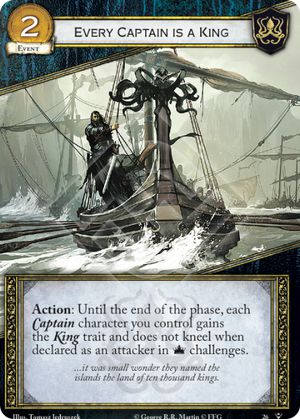 2
EVENT
EVERY CAPTAIN IS A KING
Action: Until the end of the phase, each
Captain character you control gains
the King trait and does not kneel when
declared as an attacker in challenges.
...it was small wonder they named the
islands the land of ten thousand kings.
Illus. Tomasz Jedruszek
© George R.R. Martin © FFG
26